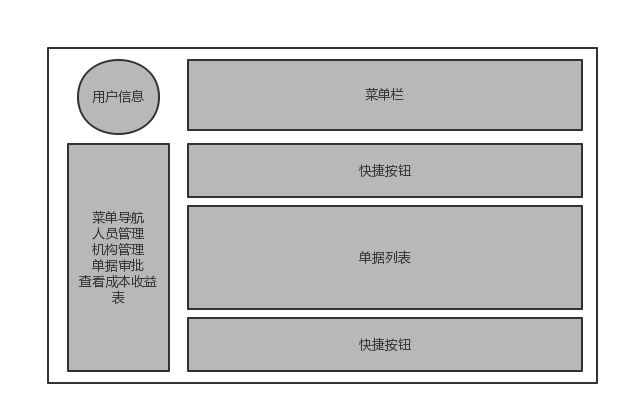 用户信息
菜单栏
快捷按钮
菜单导航
人员管理
机构管理
单据审批
查看成本收益
表
单据列表
快捷按钮